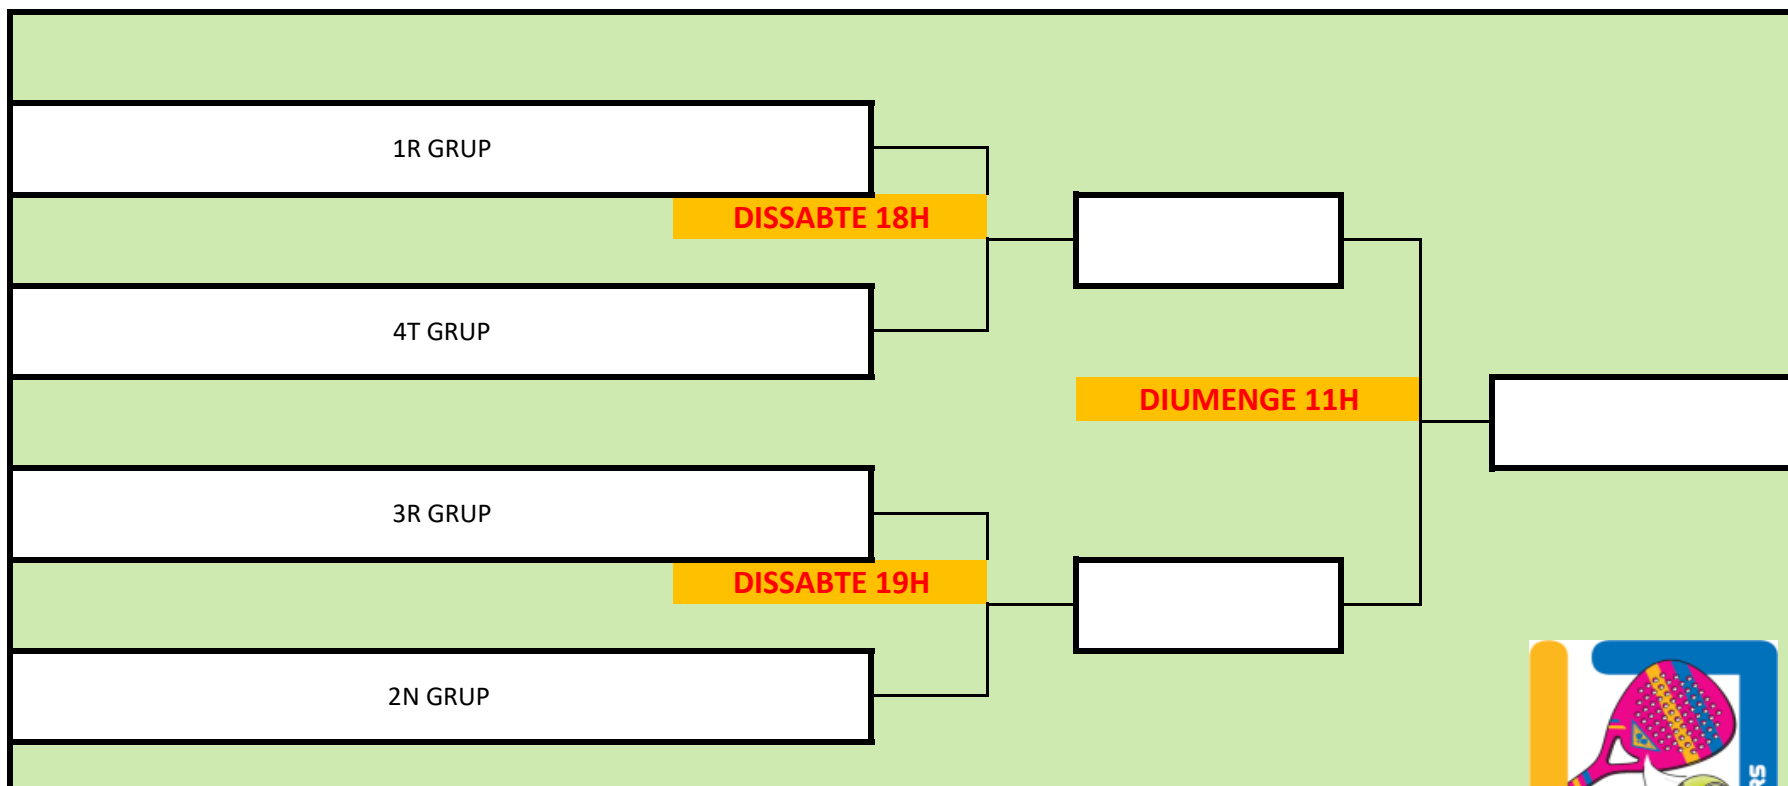 1R GRUP
DISSABTE 18H
4T GRUP
DIUMENGE 11H
3R GRUP
DISSABTE 19H
2N GRUP